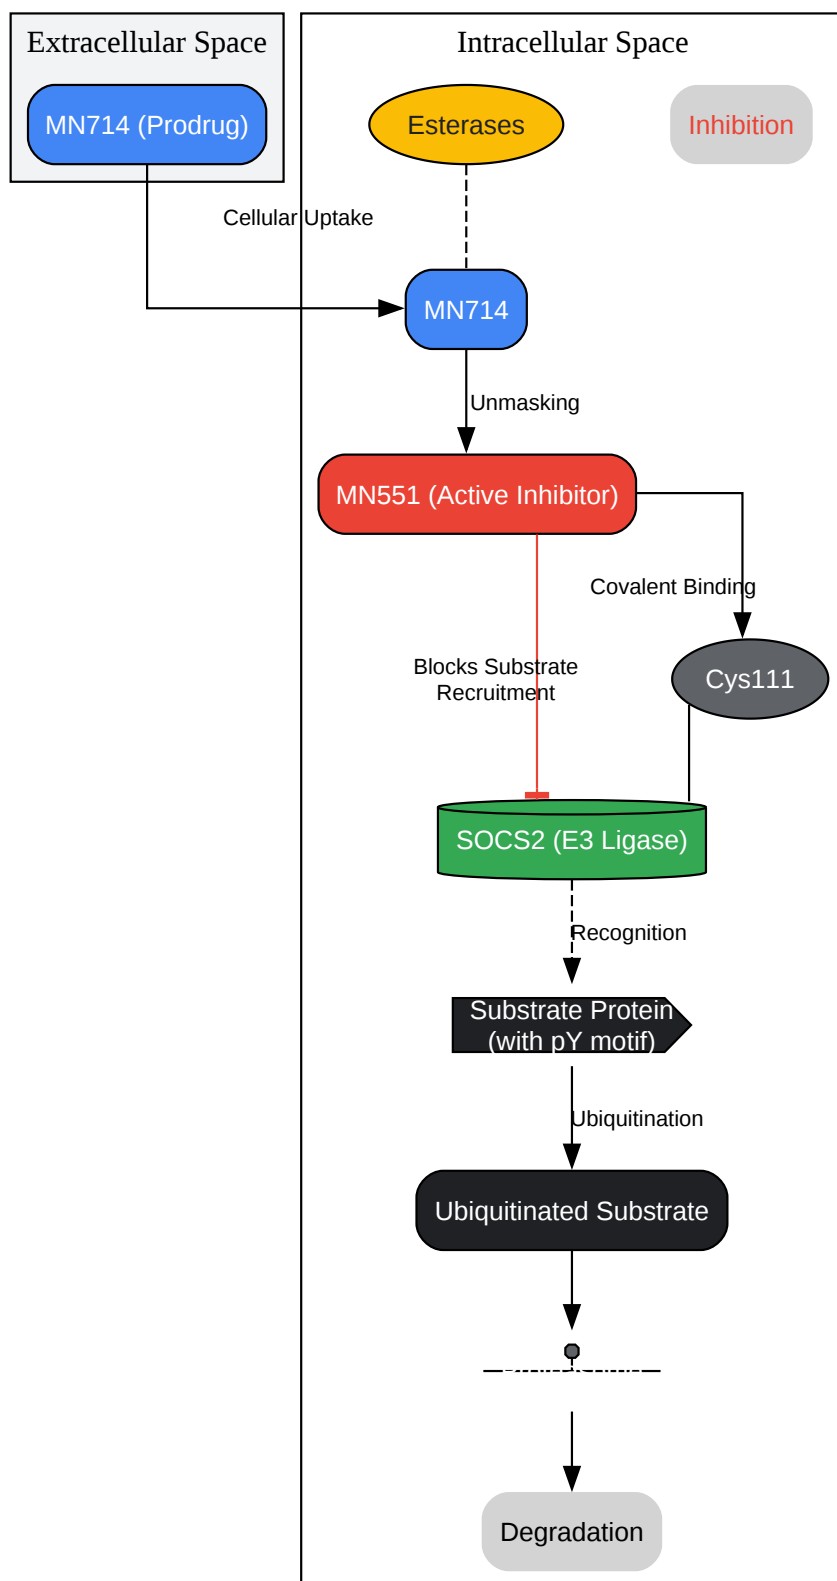 Extracellular Space
Intracellular Space
MN714 (Prodrug)
Esterases
Inhibition
Cellular Uptake
MN714
Unmasking
MN551 (Active Inhibitor)
Covalent Binding
Blocks Substrate
Recruitment
Cys111
SOCS2 (E3 Ligase)
Recognition
Substrate Protein
(with pY motif)
Ubiquitination
Ubiquitinated Substrate
Degradation